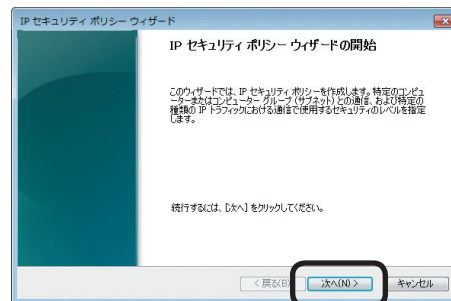 IP セキュリティ ポリシー ウィザード
IP セキュリティ ポリシー ウィザードの開始
このウィザードでは、IP セキュリティ ポリシーを作成します。特定のコンピュ
ーターまたはコンピューター グループ (サブネット) との通信、および特定の
種類の IP トラフィックにおける通信で使用するセキュリティのレベルを指定
します。
続行するには、[次へ] をクリックしてください。
< 戻る(B) 次へ(N) > キャンセル